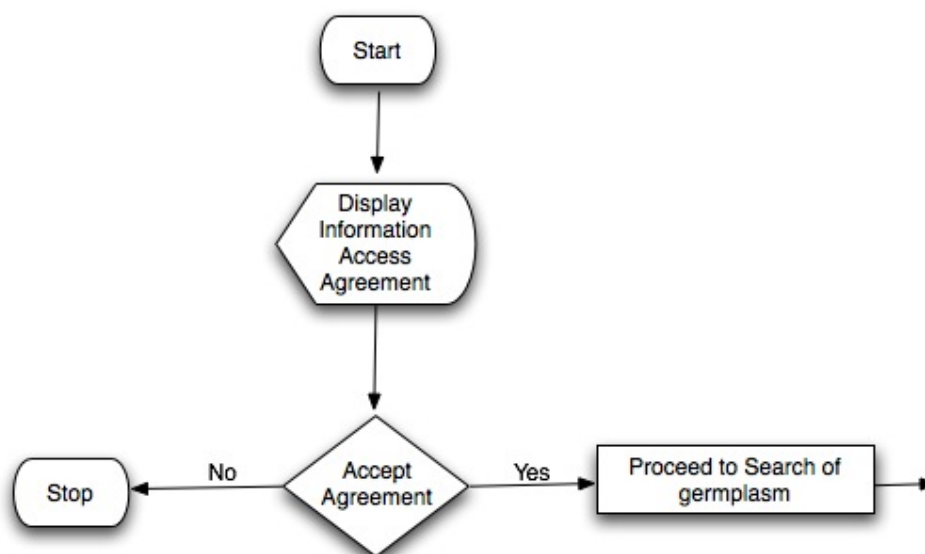 Start
Display
Information
Access
Agreement
No
Yes
Stop
Accept
Agreement
Proceed to Search of
germplasm